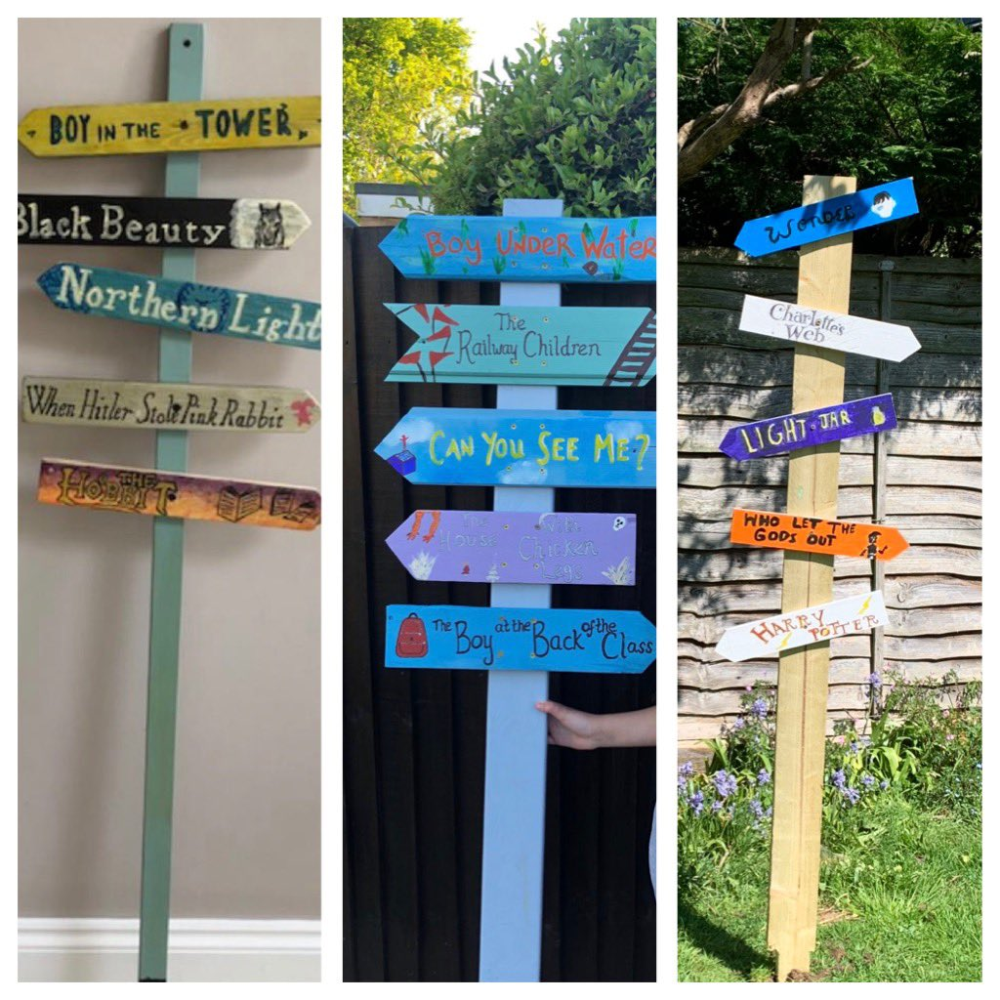 BOY IN THE TOWER
Black Beauty
Northern Light
When Hitler Stole Pink Rabbit
THE
HOBBIT
BOY UNDER WATER
The
Railway Children
CAN YOU SEE ME?
The With
House Chicken
Legs
The Boy at the Back of the Class
WONDER
Charlotte's
Web
LIGHT JAR
WHO LET THE
GODS OUT
HARRY
POTTER